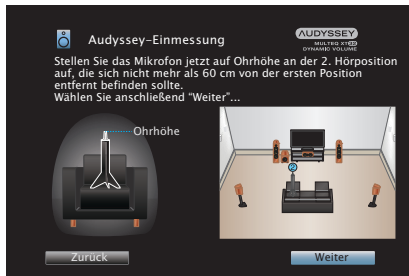 Audyssey-Einmessung
AUDYSSEY
MULTEQ XT32
DYNAMIC VOLUME
Stellen Sie das Mikrofon jetzt auf Ohrhöhe an der 2. Hörposition
auf, die sich nicht mehr als 60 cm von der ersten Position
entfernt befinden sollte.
Wählen Sie anschließend "Weiter"...
Ohrhöhe
2
Zurück
Weiter